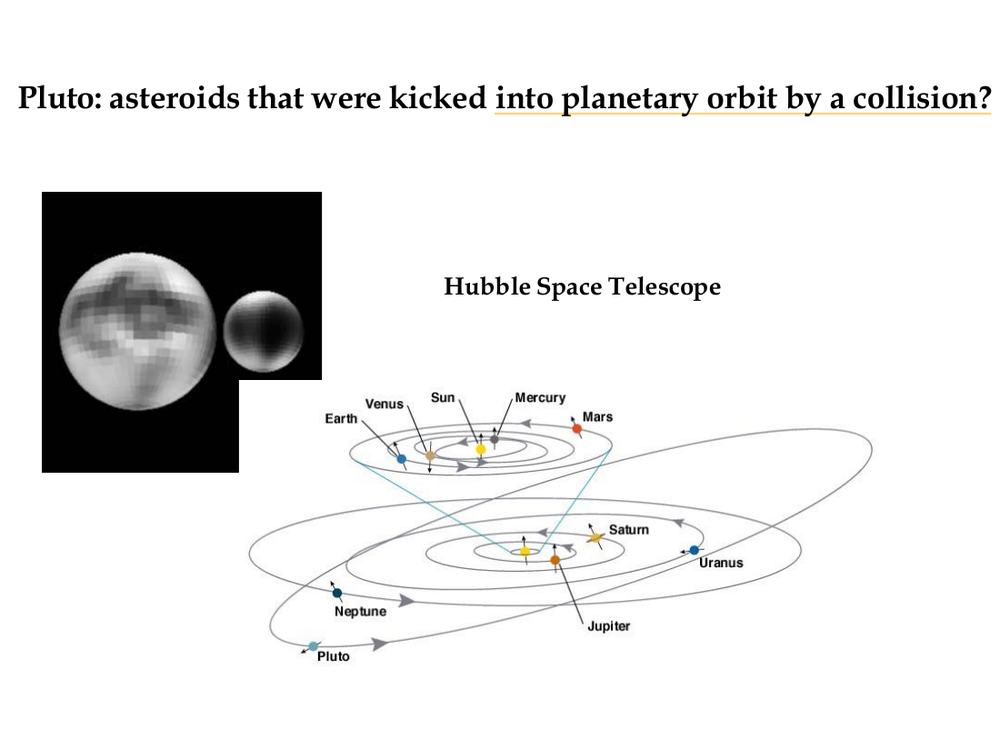 Pluto: asteroids that were kicked into planetary orbit by a collision?
Hubble Space Telescope
Sun
Mercury
Venus
Earth
Mars
Saturn
Uranus
Neptune
Jupiter
Pluto